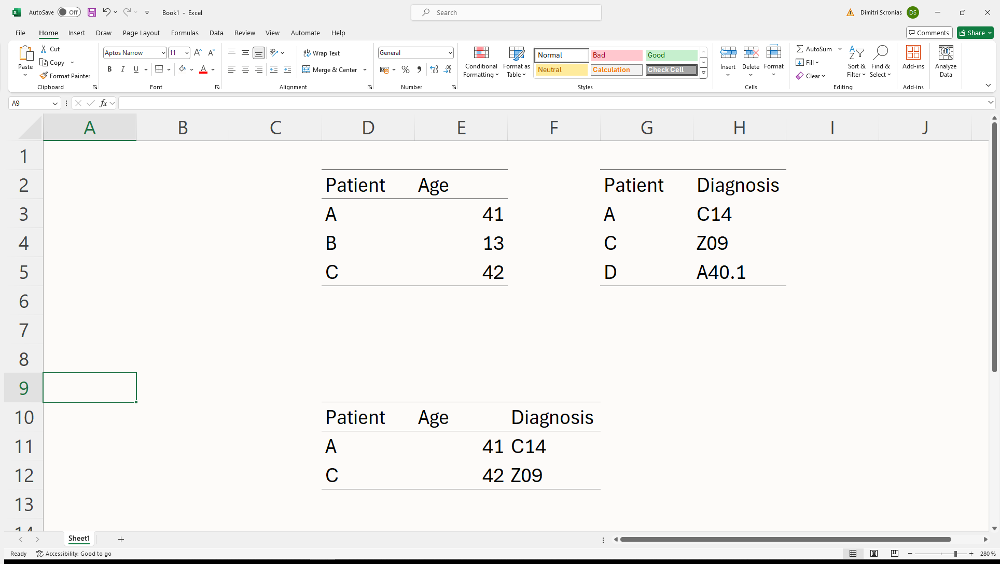 AutoSave Off Book1 - Excel Search Dimitri Scronias DS
File Home Insert Draw Page Layout Formulas Data Review View Automate Help Comments Share
Paste Cut Copy Format Painter Clipboard
Aptos Narrow 11 B I U A Font
Wrap Text Merge & Center Alignment
General % Number
Conditional Formatting Format as Table Normal Bad Good Neutral Calculation Check Cell Styles
Insert Delete Format Cells
AutoSum Fill Clear Sort & Filter Find & Select Editing
Add-ins Add-ins
Analyze Data
A9 fx
A B C D E F G H I J
1
2 Patient Age Patient Diagnosis
3 A 41 A C14
4 B 13 C Z09
5 C 42 D A40.1
6
7
8
9
10 Patient Age Diagnosis
11 A 41 C14
12 C 42 Z09
13
14
Sheet1
Ready Accessibility: Good to go 280 %